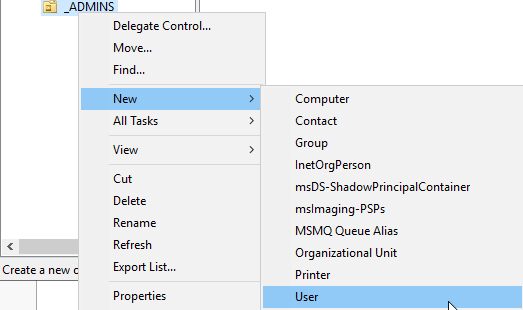 _ADMINS
Delegate Control...
Move...
Find...
New
All Tasks
View
Cut
Delete
Rename
Refresh
Export List...
Properties
Computer
Contact
Group
InetOrgPerson
msDS-ShadowPrincipalContainer
msImaging-PSPs
MSMQ Queue Alias
Organizational Unit
Printer
User
Create a new